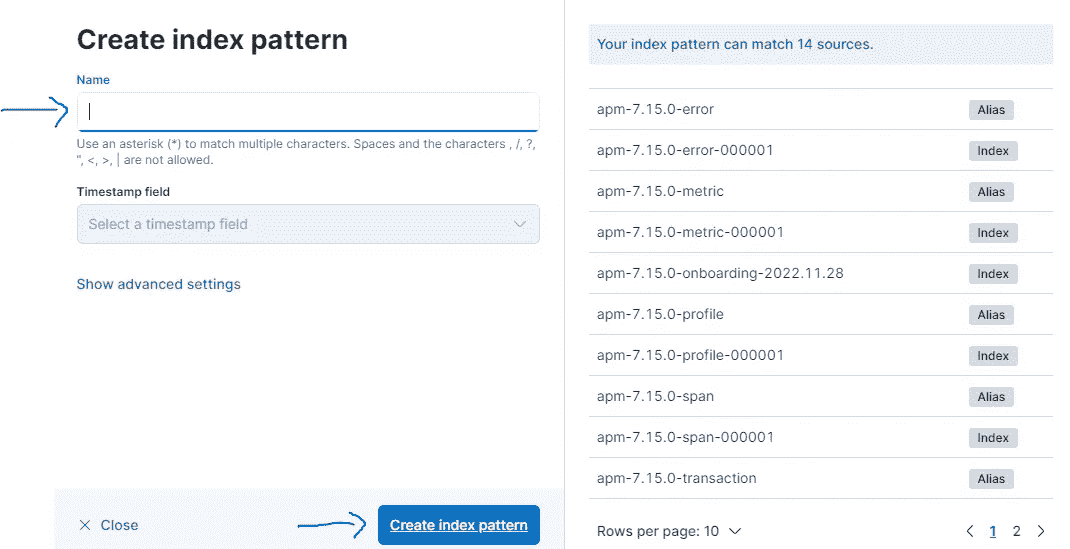 Create index pattern
Name
Use an asterisk (*) to match multiple characters. Spaces and the characters , /, ?,
", <, >, | are not allowed.
Timestamp field
Select a timestamp field
Show advanced settings
Close
Create index pattern
Your index pattern can match 14 sources.
apm-7.15.0-error Alias
apm-7.15.0-error-000001 Index
apm-7.15.0-metric Alias
apm-7.15.0-metric-000001 Index
apm-7.15.0-onboarding-2022.11.28 Index
apm-7.15.0-profile Alias
apm-7.15.0-profile-000001 Index
apm-7.15.0-span Alias
apm-7.15.0-span-000001 Index
apm-7.15.0-transaction Alias
Rows per page: 10 1 2